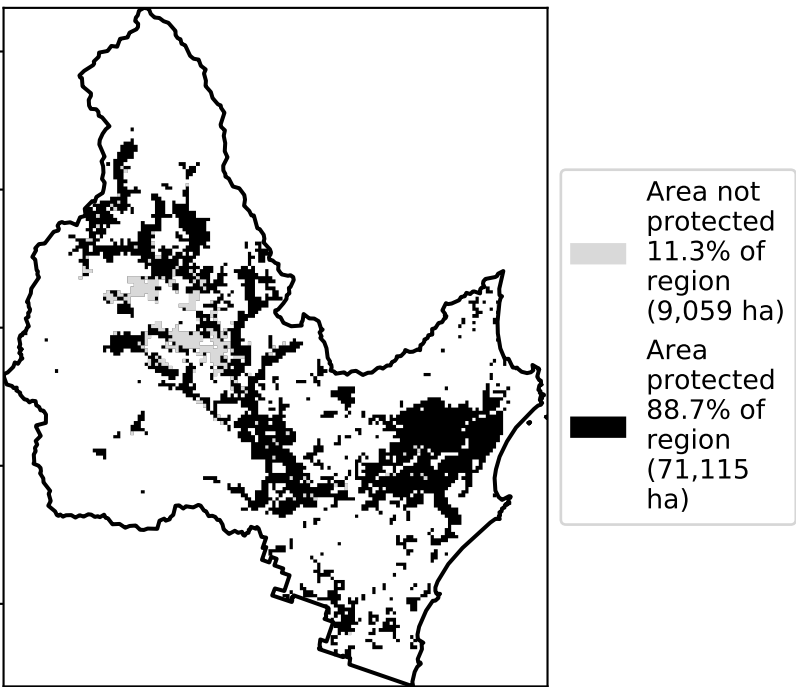 Area not
protected
11.3% of
region
(9,059 ha)
Area
protected
88.7% of
region
(71,115
ha)